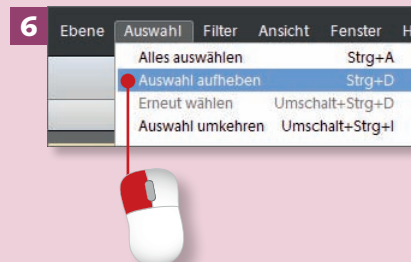 6
Ebene Auswahl Filter Ansicht Fenster H
Alles auswählen Strg+A
Auswahl aufheben Strg+D
Erneut wählen Umschalt+Strg+D
Auswahl umkehren Umschalt+Strg+I